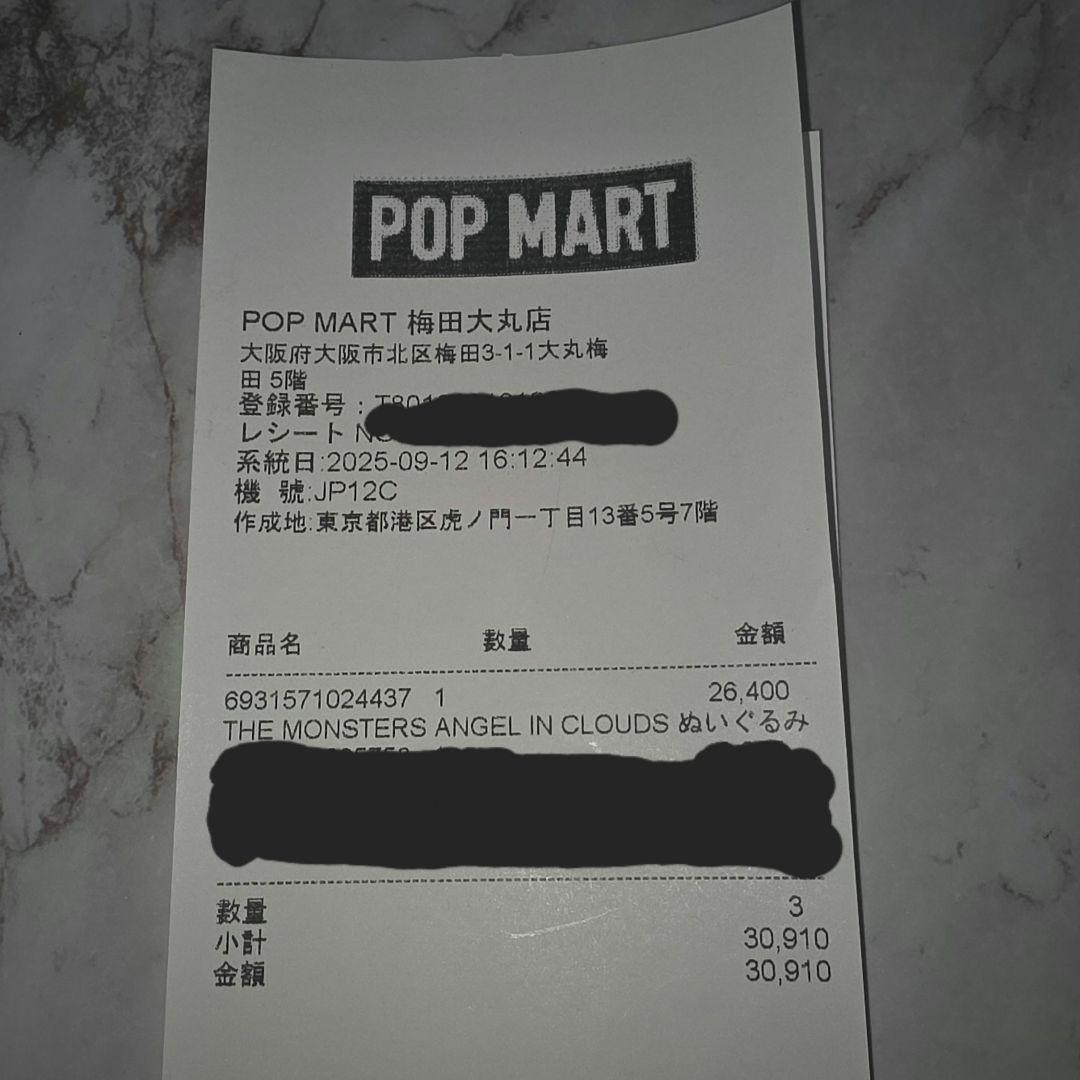 POP MART
POP MART 梅田大丸店
大阪府大阪市北区梅田3-1-1大丸梅
田 5階
登録番号:
レシート
系統日:2025-09-12 16:12:44
機 號:JP12C
作成地:東京都港区虎ノ門一丁目13番5号7階
商品名 数量 金額
6931571024437 1 26,400
THE MONSTERS ANGEL IN CLOUDS ぬいぐるみ
數量 3
小計 30,910
金額 30,910